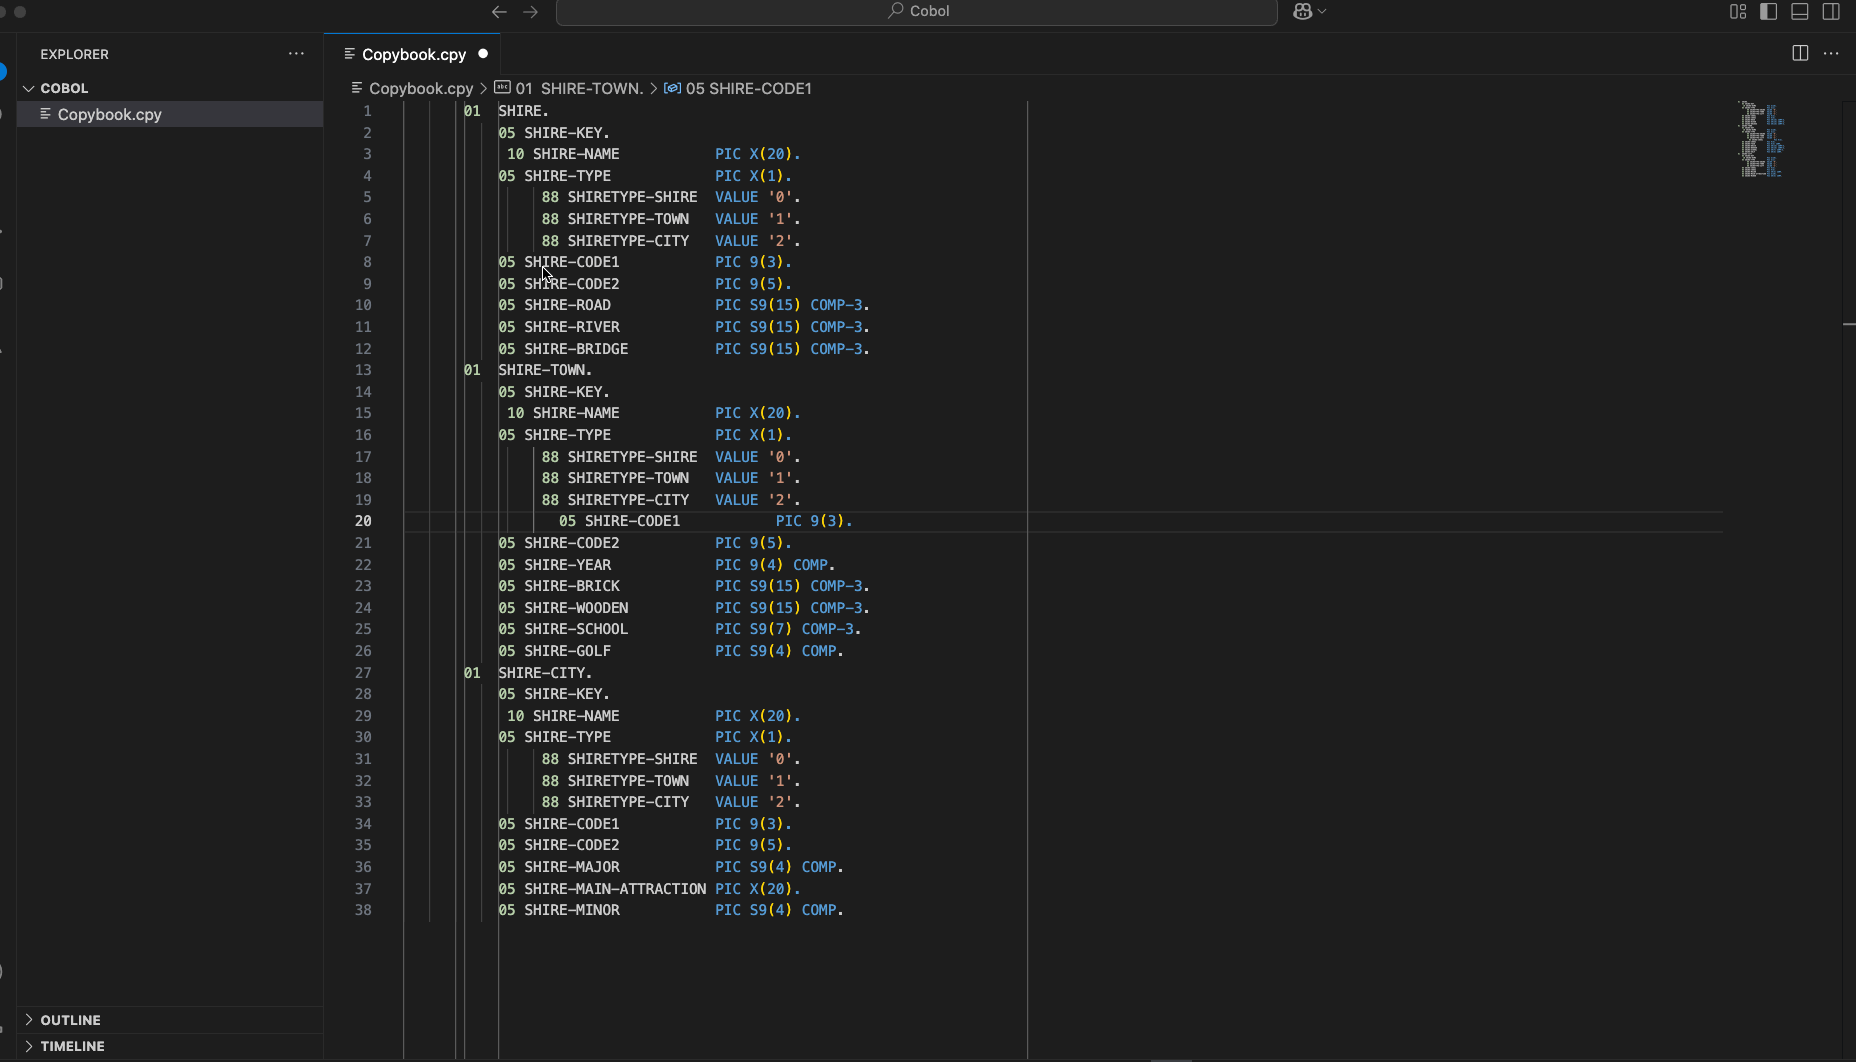 Cobol
EXPLORER
COBOL
Copybook.cpy
Copybook.cpy
Copybook.cpy > 01 SHIRE-TOWN. > 05 SHIRE-CODE1
1 01 SHIRE.
2 05 SHIRE-KEY.
3 10 SHIRE-NAME PIC X(20).
4 05 SHIRE-TYPE PIC X(1).
5 88 SHIRETYPE-SHIRE VALUE '0'.
6 88 SHIRETYPE-TOWN VALUE '1'.
7 88 SHIRETYPE-CITY VALUE '2'.
8 05 SHIRE-CODE1 PIC 9(3).
9 05 SHIRE-CODE2 PIC 9(5).
10 05 SHIRE-ROAD PIC S9(15) COMP-3.
11 05 SHIRE-RIVER PIC S9(15) COMP-3.
12 05 SHIRE-BRIDGE PIC S9(15) COMP-3.
13 01 SHIRE-TOWN.
14 05 SHIRE-KEY.
15 10 SHIRE-NAME PIC X(20).
16 05 SHIRE-TYPE PIC X(1).
17 88 SHIRETYPE-SHIRE VALUE '0'.
18 88 SHIRETYPE-TOWN VALUE '1'.
19 88 SHIRETYPE-CITY VALUE '2'.
20 05 SHIRE-CODE1 PIC 9(3).
21 05 SHIRE-CODE2 PIC 9(5).
22 05 SHIRE-YEAR PIC 9(4) COMP.
23 05 SHIRE-BRICK PIC S9(15) COMP-3.
24 05 SHIRE-WOODEN PIC S9(15) COMP-3.
25 05 SHIRE-SCHOOL PIC S9(7) COMP-3.
26 05 SHIRE-GOLF PIC S9(4) COMP.
27 01 SHIRE-CITY.
28 05 SHIRE-KEY.
29 10 SHIRE-NAME PIC X(20).
30 05 SHIRE-TYPE PIC X(1).
31 88 SHIRETYPE-SHIRE VALUE '0'.
32 88 SHIRETYPE-TOWN VALUE '1'.
33 88 SHIRETYPE-CITY VALUE '2'.
34 05 SHIRE-CODE1 PIC 9(3).
35 05 SHIRE-CODE2 PIC 9(5).
36 05 SHIRE-MAJOR PIC S9(4) COMP.
37 05 SHIRE-MAIN-ATTRACTION PIC X(20).
38 05 SHIRE-MINOR PIC S9(4) COMP.
OUTLINE
TIMELINE